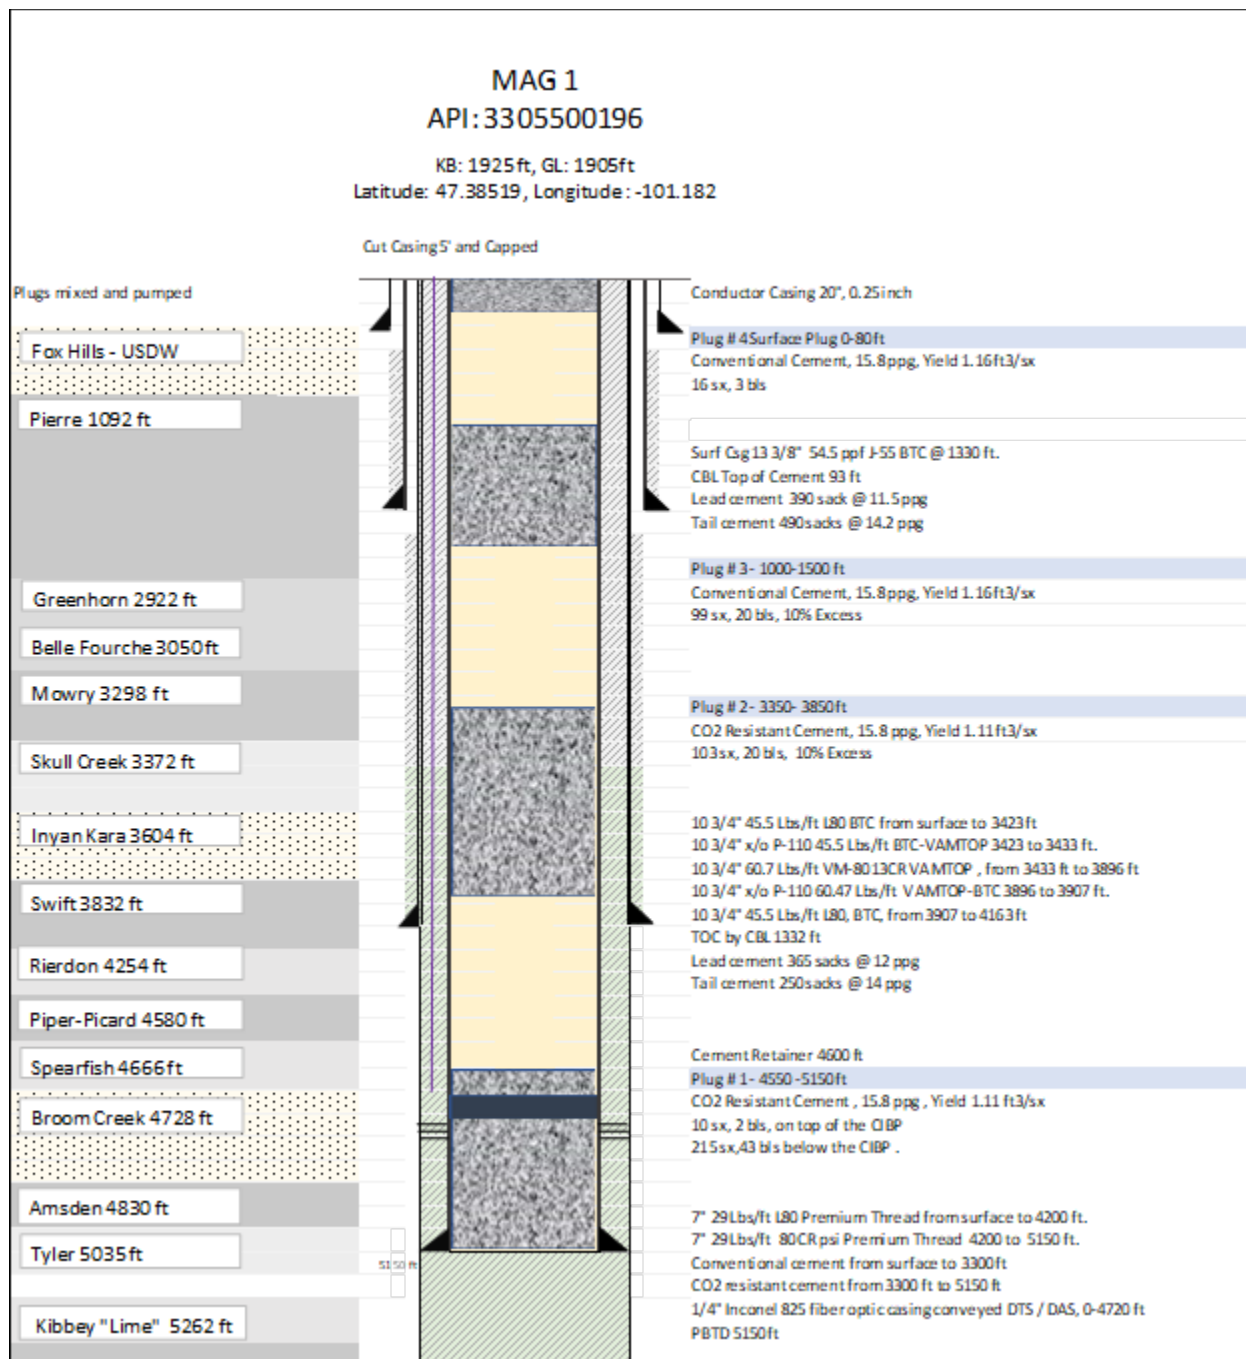 MAG 1
API: 3305500196
KB: 1925ft, GL: 1905ft
Latitude: 47.38519, Longitude: -101.182
Cut Casing 5' and Capped
Plugs mixed and pumped
Fox Hills - USDW
Pierre 1092 ft
Greenhorn 2922 ft
Belle Fourche 3050ft
Mowry 3298 ft
Skull Creek 3372 ft
Inyan Kara 3604 ft
Swift 3832 ft
Rierdon 4254 ft
Piper-Picard 4580 ft
Spearfish 4666ft
Broom Creek 4728 ft
Amsden 4830 ft
Tyler 5035ft
Kibbey "Lime" 5262 ft
5150 ft
Conductor Casing 20", 0.25inch
Plug # 4 Surface Plug 0-80ft
Conventional Cement, 15.8ppg, Yield 1.16ft3/sx
16 sx, 3 bls
Surf Csg 13 3/8" 54.5 ppf J-55 BTC @ 1330 ft.
CBL Top of Cement 93 ft
Lead cement 390 sack @ 11.5ppg
Tail cement 490sacks @ 14.2 ppg
Plug # 3- 1000-1500 ft
Conventional Cement, 15.8ppg, Yield 1.16ft3/sx
99 sx, 20 bls, 10% Excess
Plug # 2- 3350- 3850ft
CO2 Resistant Cement, 15.8 ppg, Yield 1.11ft3/sx
103sx, 20 bls, 10% Excess
10 3/4" 45.5 Lbs/ft L80 BTC from surface to 3423ft
10 3/4" x/o P-110 45.5 Lbs/ft BTC-VAMTOP 3423 to 3433 ft.
10 3/4" 60.7 Lbs/ft VM-80 13CR VAMTOP , from 3433 ft to 3896 ft
10 3/4" x/o P-110 60.47 Lbs/ft VAMTOP-BTC 3896 to 3907 ft.
10 3/4" 45.5 Lbs/ft L80, BTC, from 3907 to 4163ft
TOC by CBL 1332 ft
Lead cement 365 sacks @ 12 ppg
Tail cement 250sacks @ 14 ppg
Cement Retainer 4600 ft
Plug # 1- 4550 -5150ft
CO2 Resistant Cement , 15.8 ppg , Yield 1.11 ft3/sx
10 sx, 2 bls, on top of the CIBP
215sx,43 bls below the CIBP .
7" 29Lbs/ft L80 Premium Thread from surface to 4200 ft.
7" 29Lbs/ft 80CR psi Premium Thread 4200 to 5150 ft.
Conventional cement from surface to 3300ft
CO2 resistant cement from 3300 ft to 5150 ft
1/4" Inconel 825 fiber optic casing conveyed DTS / DAS, 0-4720 ft
PBTD 5150ft